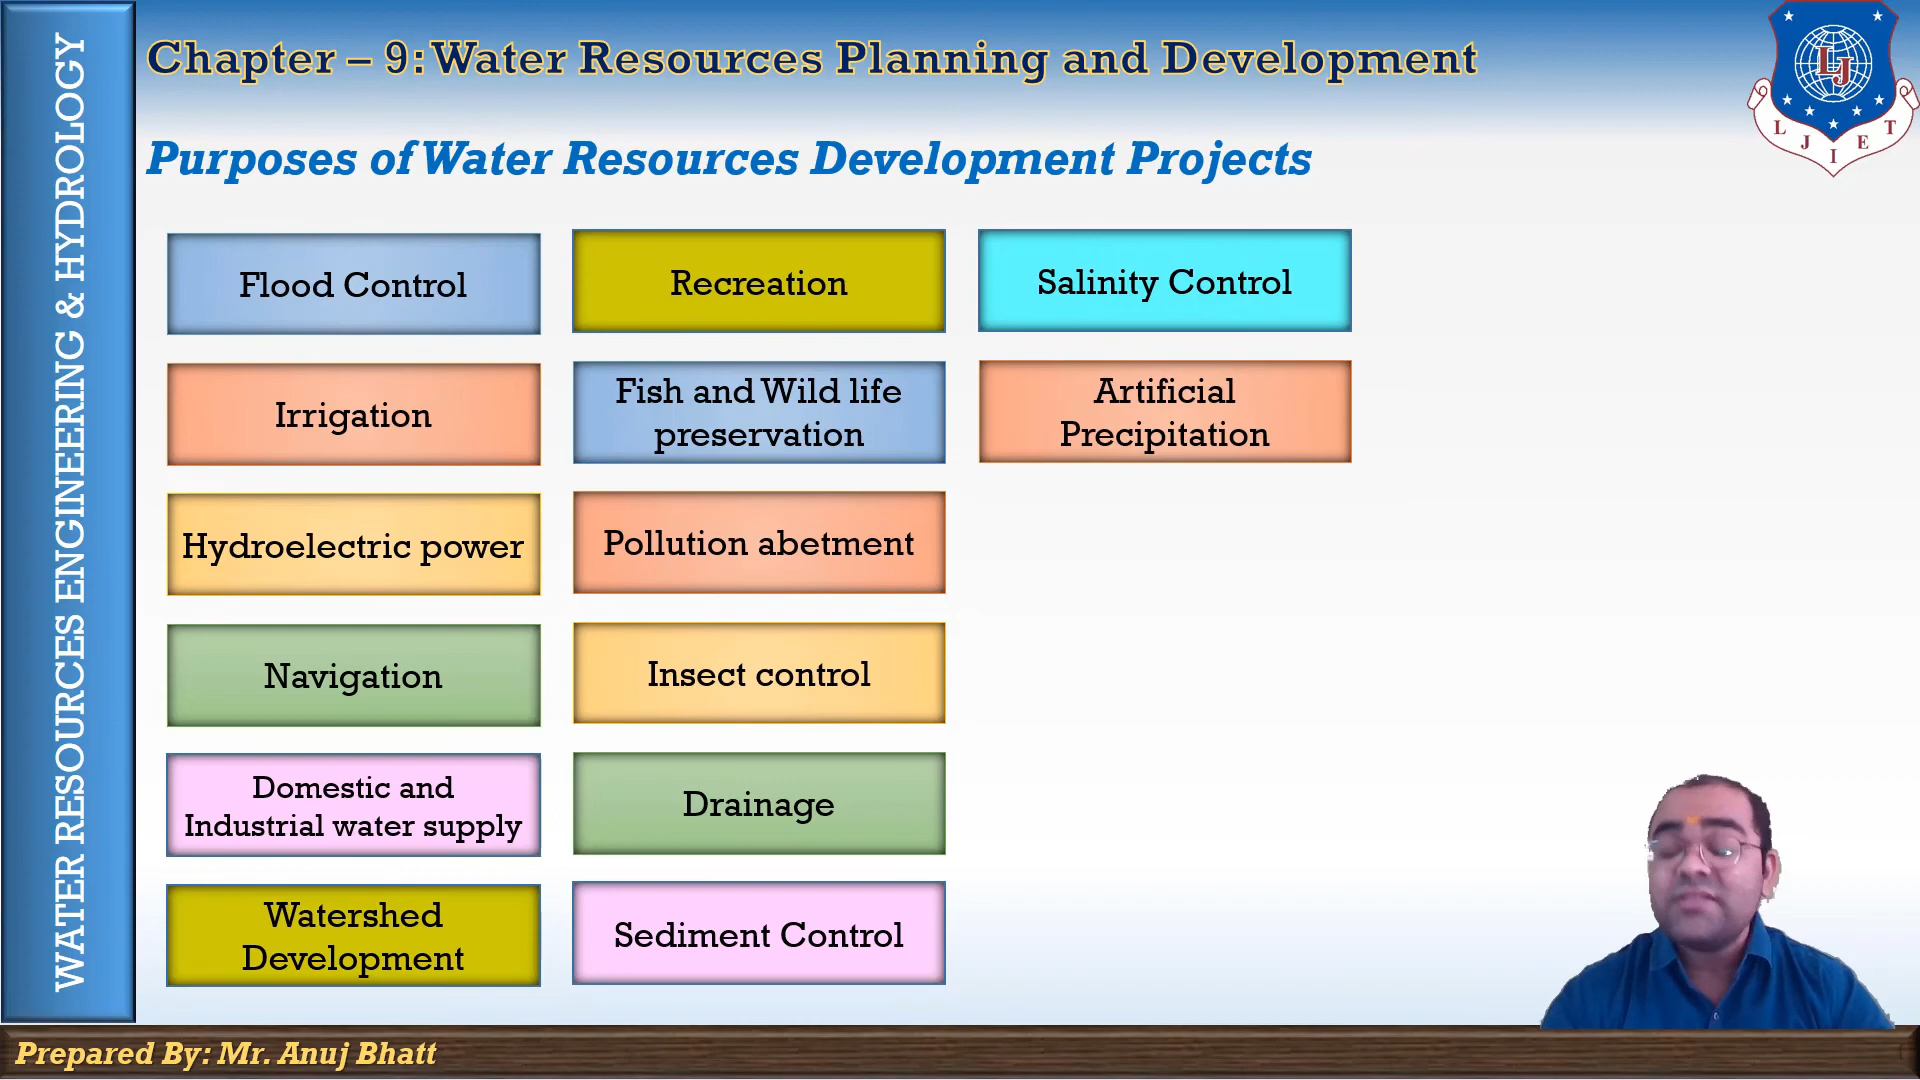 WATER RESOURCES ENGINEERING & HYDROLOGY
Chapter – 9: Water Resources Planning and Development
Purposes of Water Resources Development Projects
Flood Control
Irrigation
Hydroelectric power
Navigation
Domestic and
Industrial water supply
Watershed
Development
Recreation
Fish and Wild life
preservation
Pollution abetment
Insect control
Drainage
Sediment Control
Salinity Control
Artificial
Precipitation
LJ
L J I E T
Prepared By: Mr. Anuj Bhatt